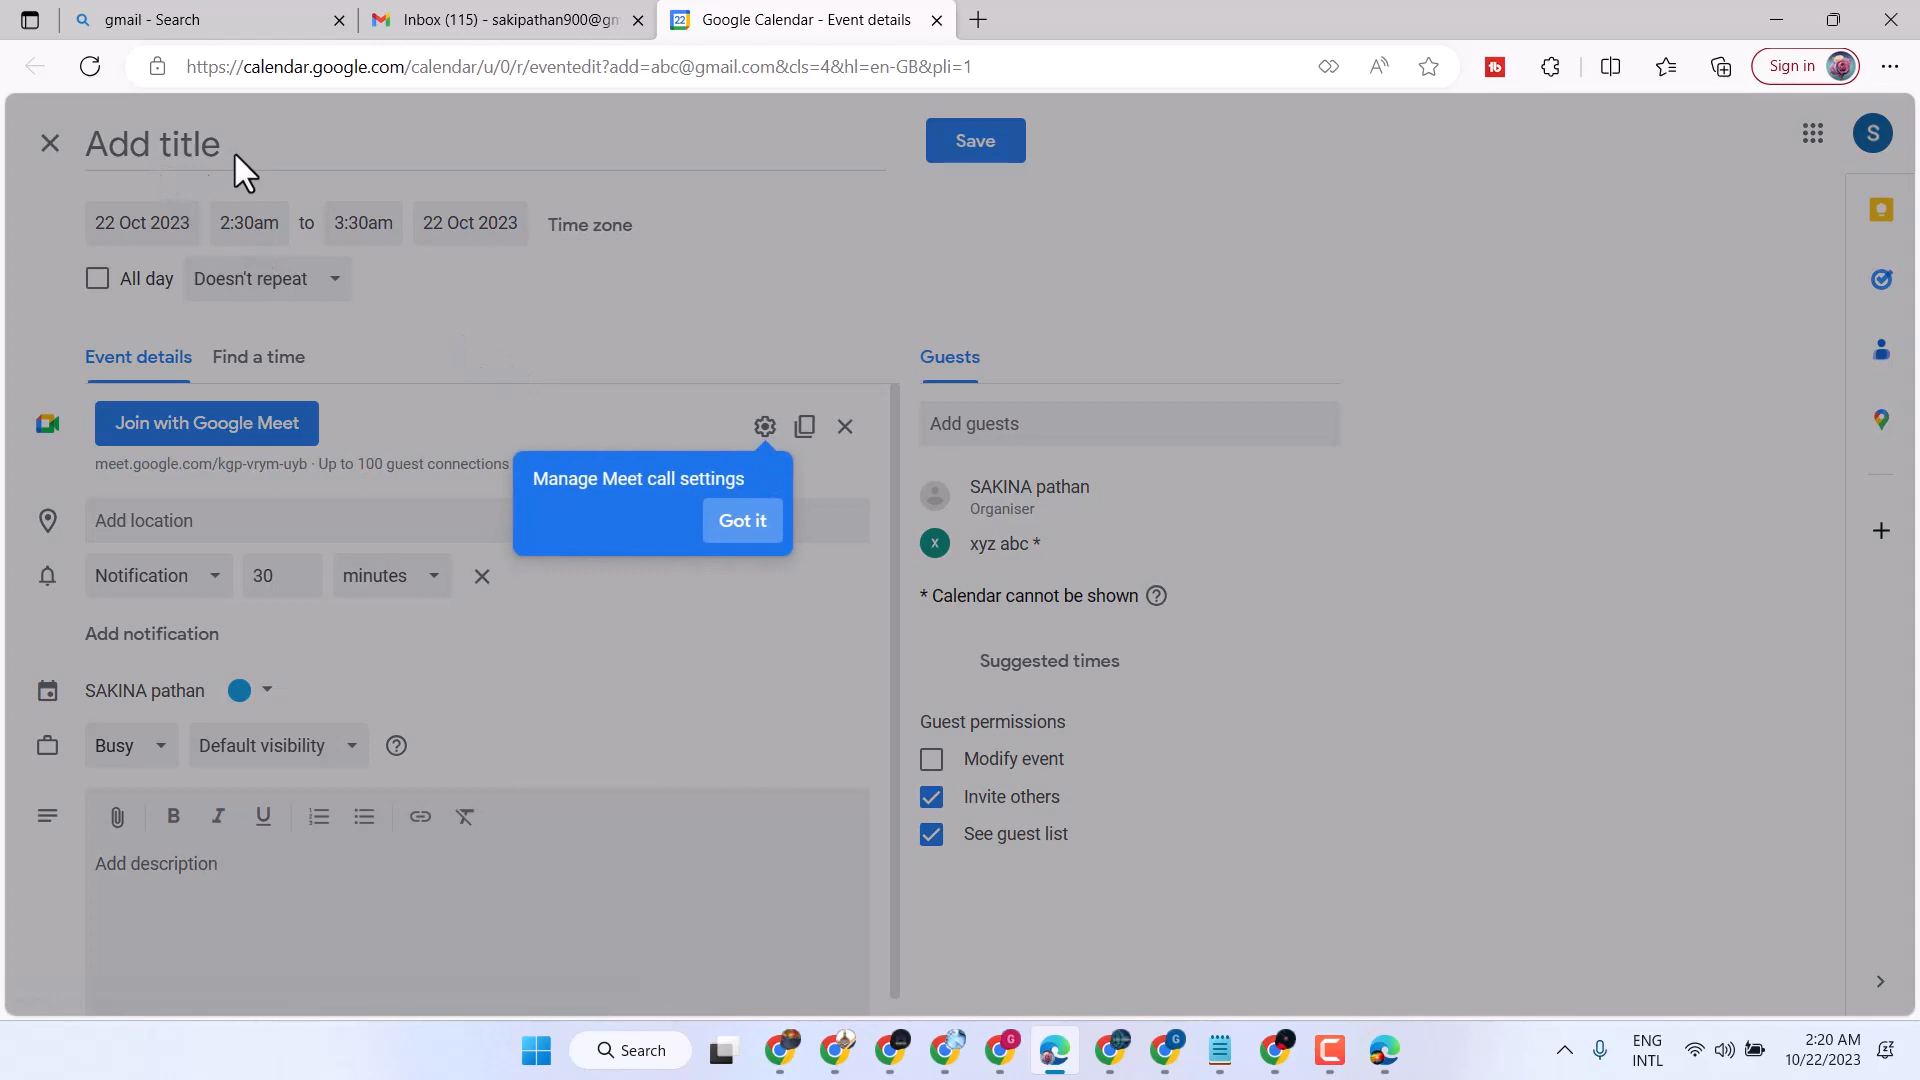 gmail - Search
Inbox (115) - sakipathan900@gm
22
Google Calendar - Event details
https://calendar.google.com/calendar/u/0/r/eventedit?add=abc@gmail.com&cls=4&hl=en-GB&pli=1
Sign in
Add title
Save
S
22 Oct 2023
2:30am
to
3:30am
22 Oct 2023
Time zone
All day
Doesn't repeat
Event details
Find a time
Guests
Join with Google Meet
Add guests
meet.google.com/kgp-vrym-uyb · Up to 100 guest connections
Manage Meet call settings
Got it
SAKINA pathan
Organiser
Add location
X
xyz abc *
Notification
30
minutes
* Calendar cannot be shown
Add notification
Suggested times
SAKINA pathan
Guest permissions
Busy
Default visibility
Modify event
Invite others
B I U
See guest list
Add description
Search
G
G
ENG
INTL
2:20 AM
10/22/2023